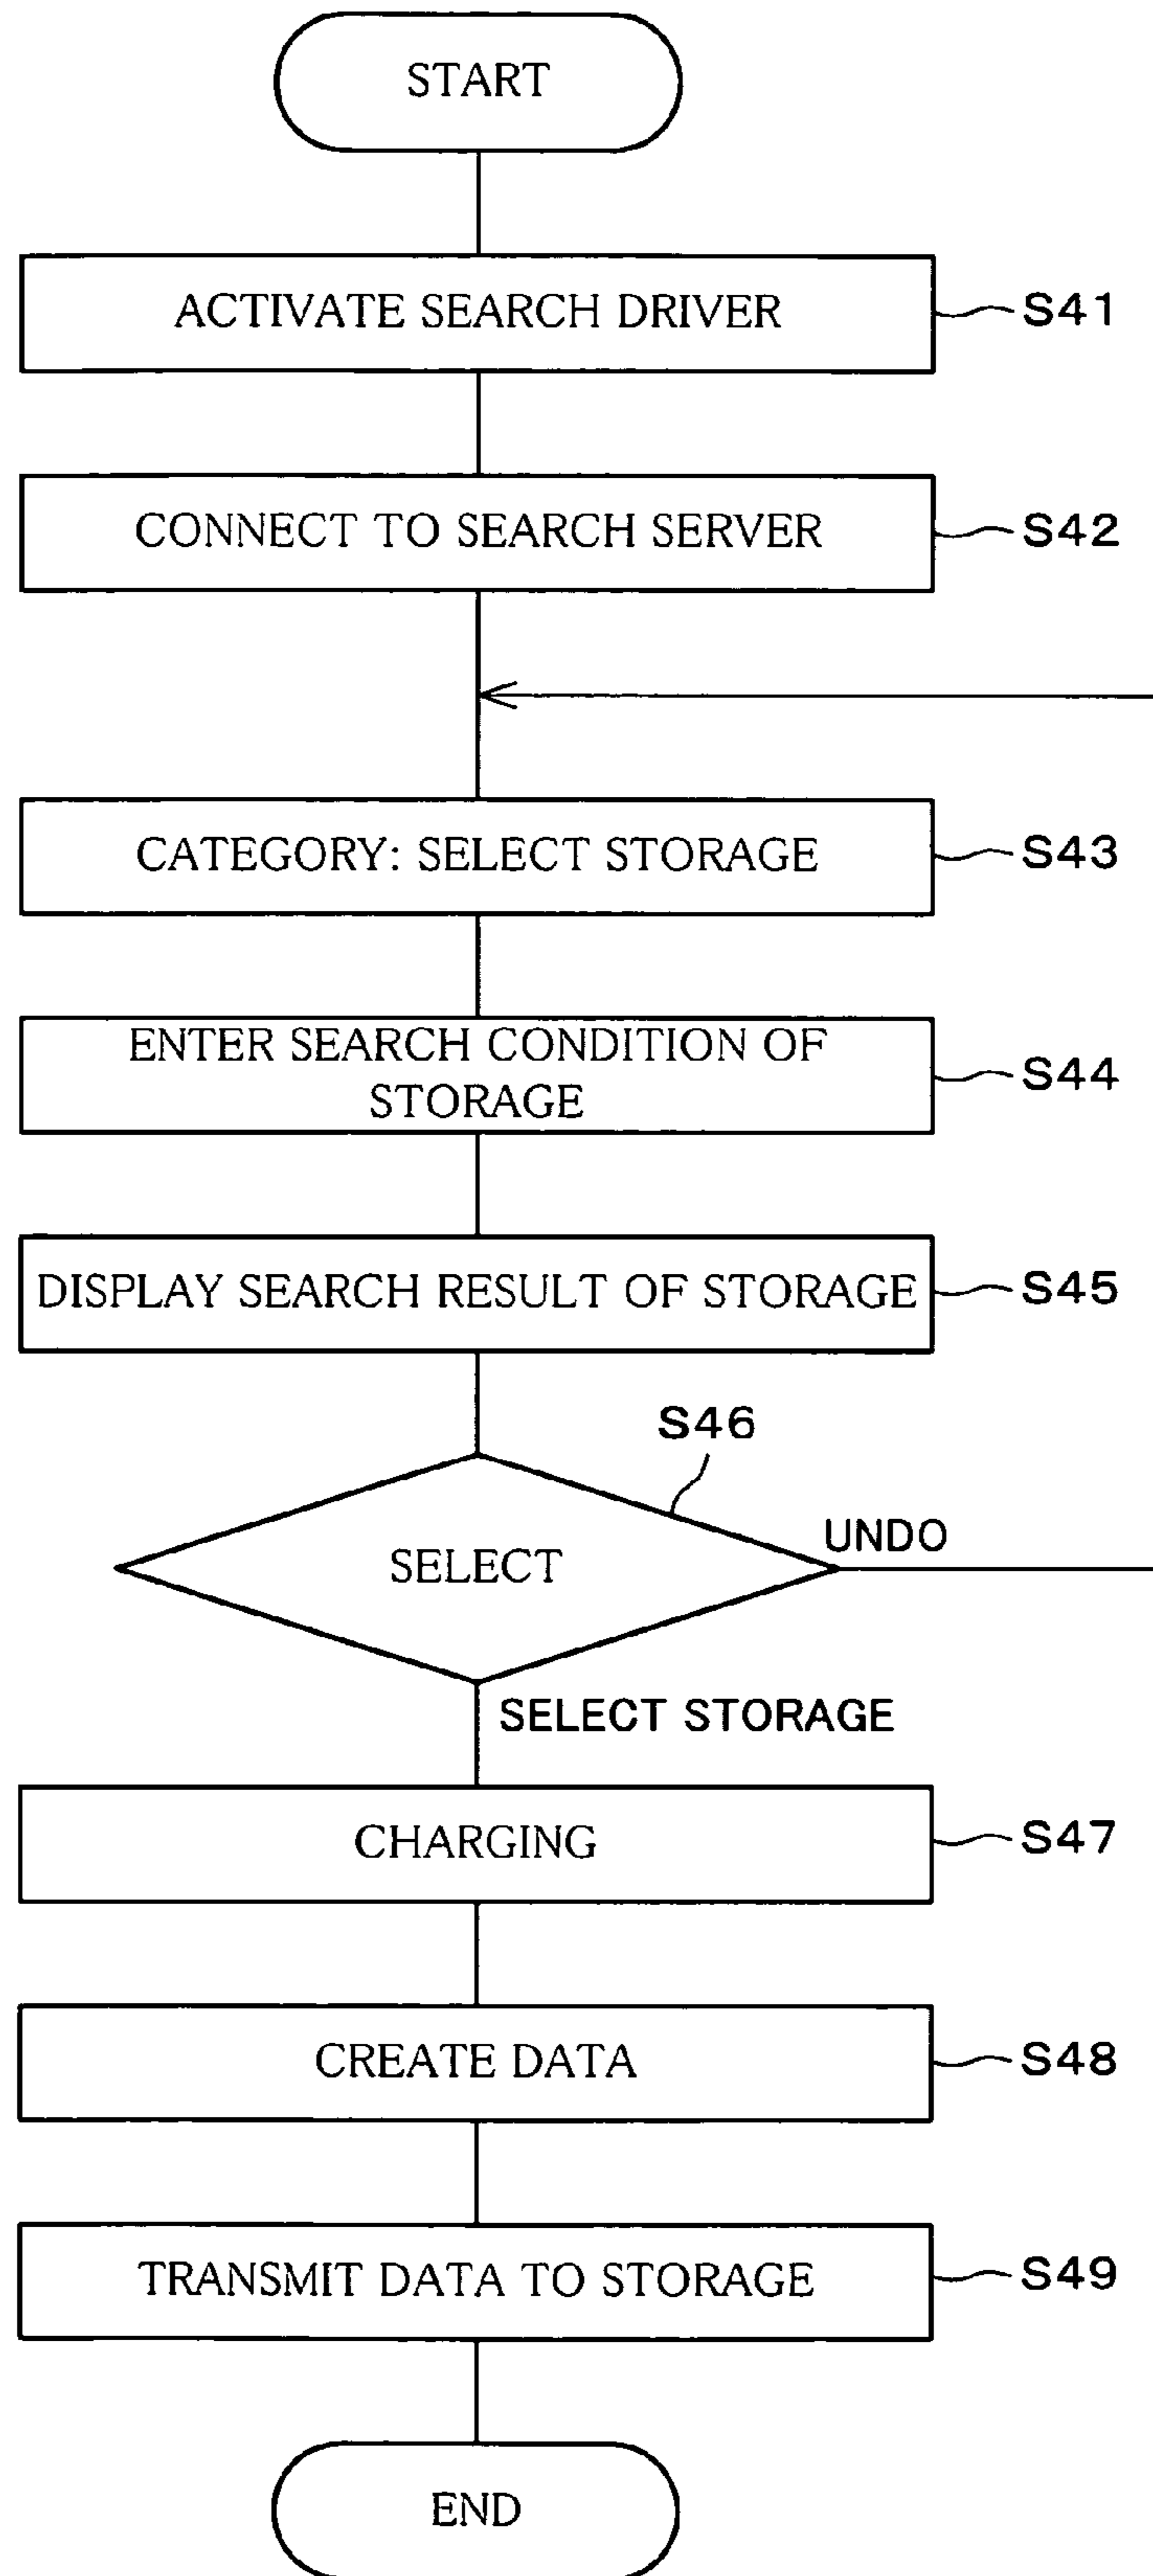 START
ACTIVATE SEARCH DRIVER
S41
CONNECT TO SEARCH SERVER
S42
CATEGORY: SELECT STORAGE
S43
ENTER SEARCH CONDITION OF
STORAGE
S44
DISPLAY SEARCH RESULT OF STORAGE
S45
S46
SELECT
UNDO
SELECT STORAGE
CHARGING
S47
CREATE DATA
S48
TRANSMIT DATA TO STORAGE
S49
END